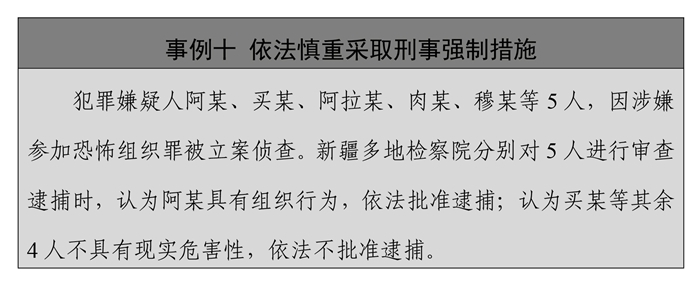 事例十 依法慎重采取刑事强制措施
犯罪嫌疑人阿某、买某、阿拉某、肉某、穆某等 5 人，因涉嫌
参加恐怖组织罪被立案侦查。新疆多地检察院分别对 5 人进行审查
逮捕时，认为阿某具有组织行为，依法批准逮捕；认为买某等其余
4 人不具有现实危害性，依法不批准逮捕。